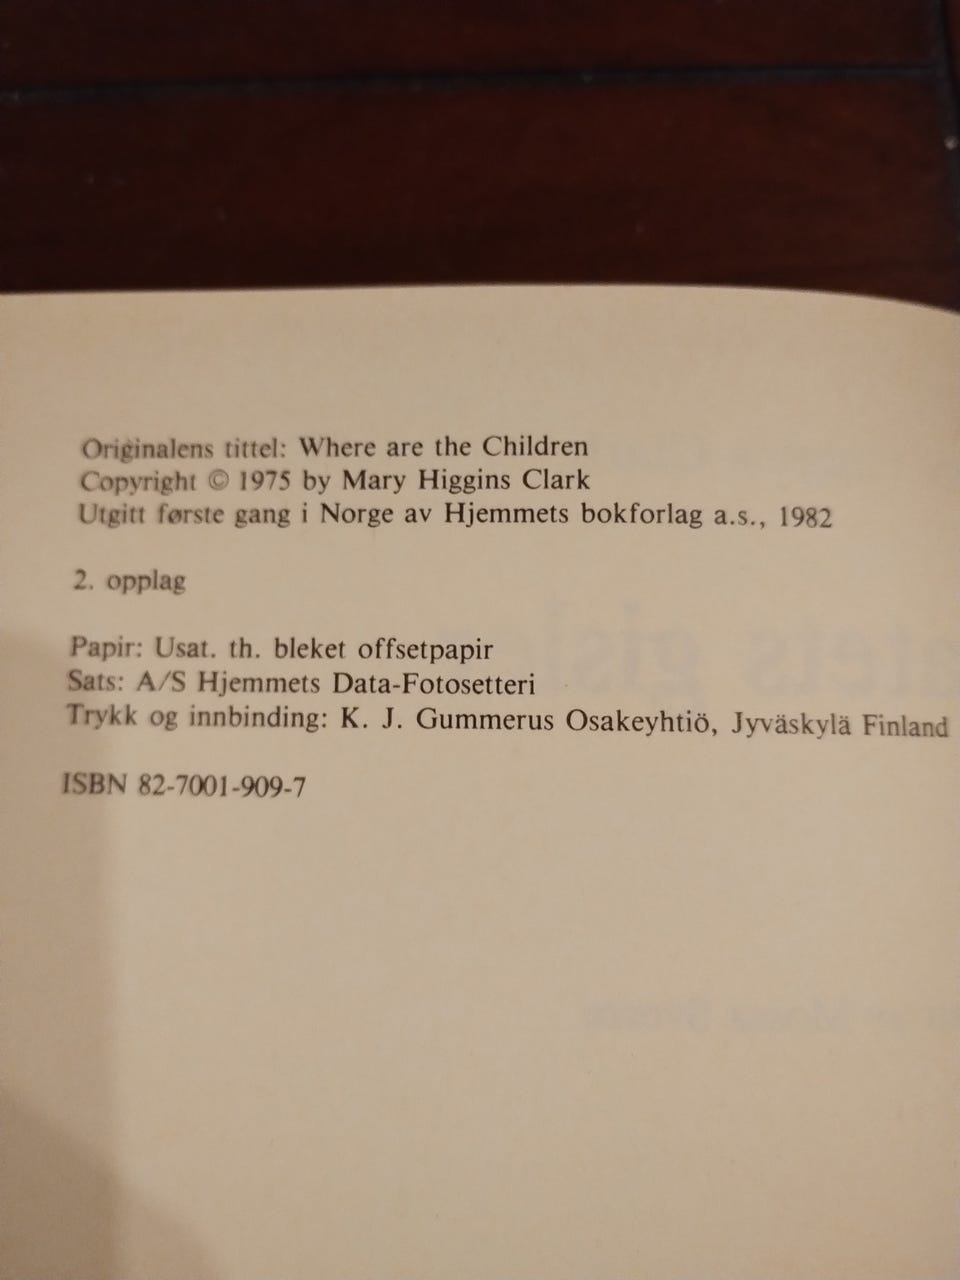 Originalens tittel: Where are the Children
Copyright © 1975 by Mary Higgins Clark
Utgitt første gang i Norge av Hjemmets bokforlag a.s., 1982
2. opplag
Papir: Usat. th. bleket offsetpapir
Sats: A/S Hjemmets Data-Fotosetteri
Trykk og innbinding: K. J. Gummerus Osakeyhtiö, Jyväskylä Finland
ISBN 82-7001-909-7